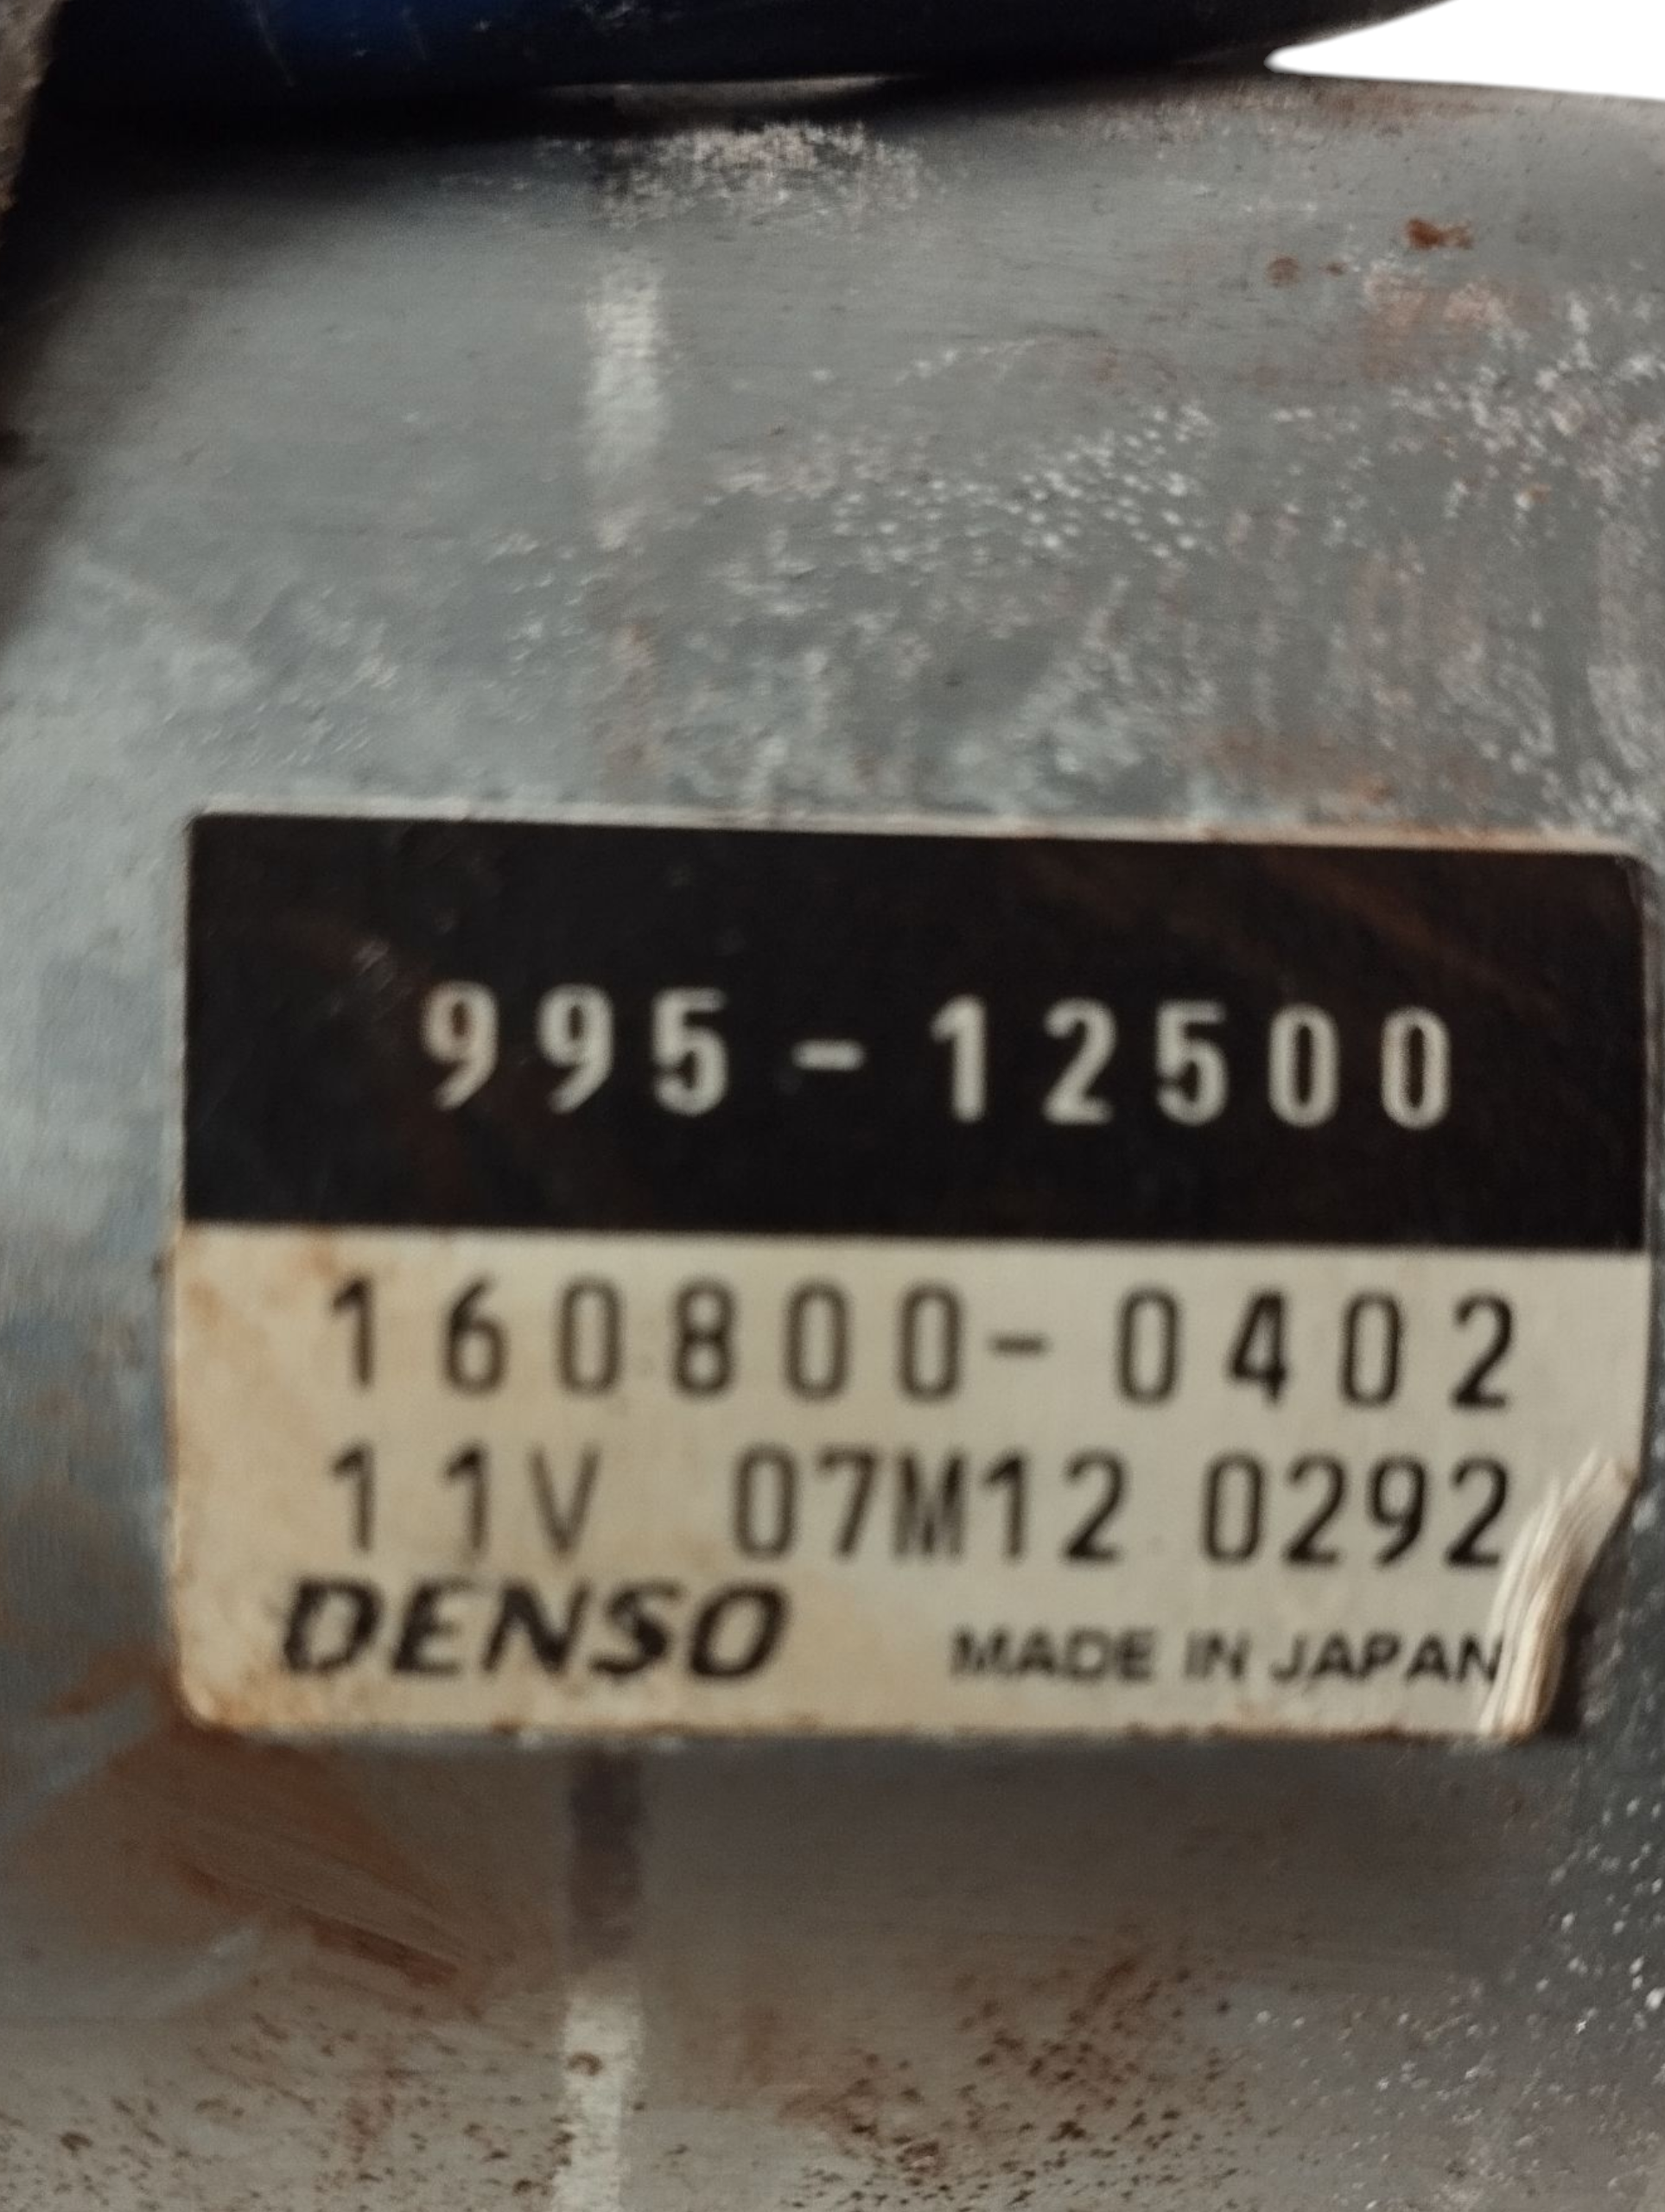 995-12500
160800-0402
11V 07M12 0292
DENSO MADE IN JAPAN